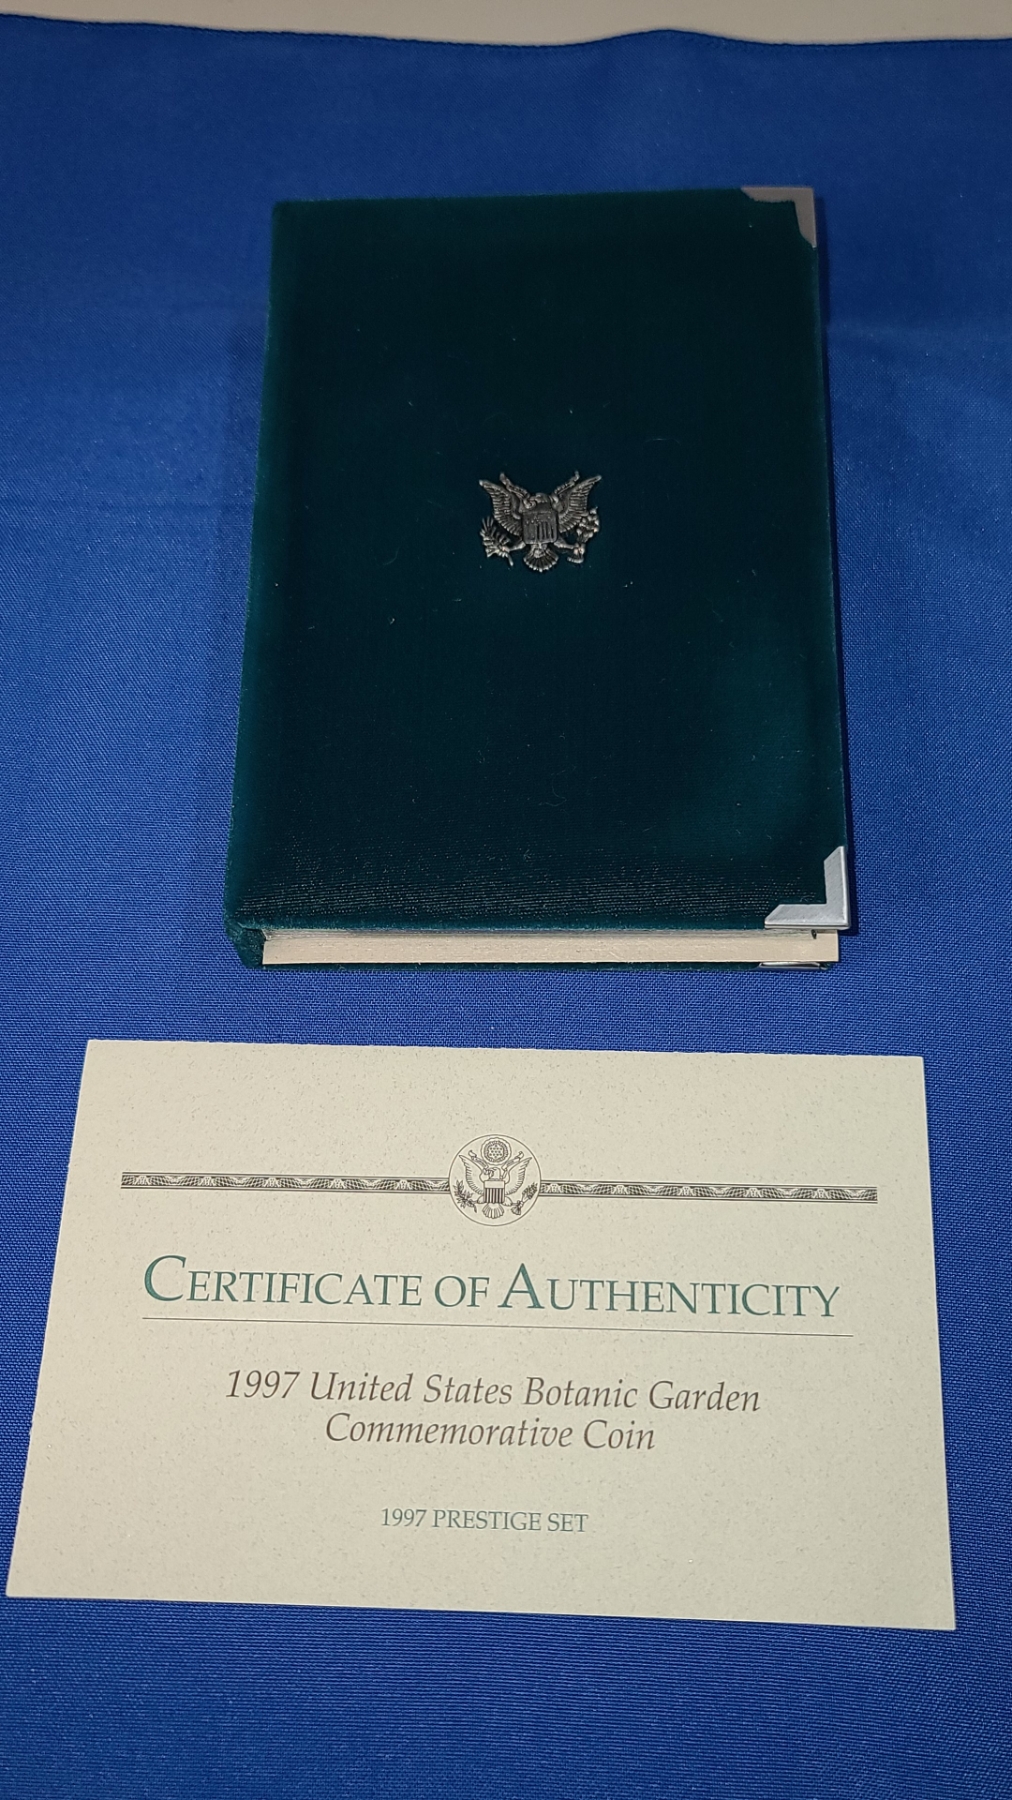 CERTIFICATE OF AUTHENTICITY
1997 United States Botanic Garden
Commemorative Coin
1997 PRESTIGE SET